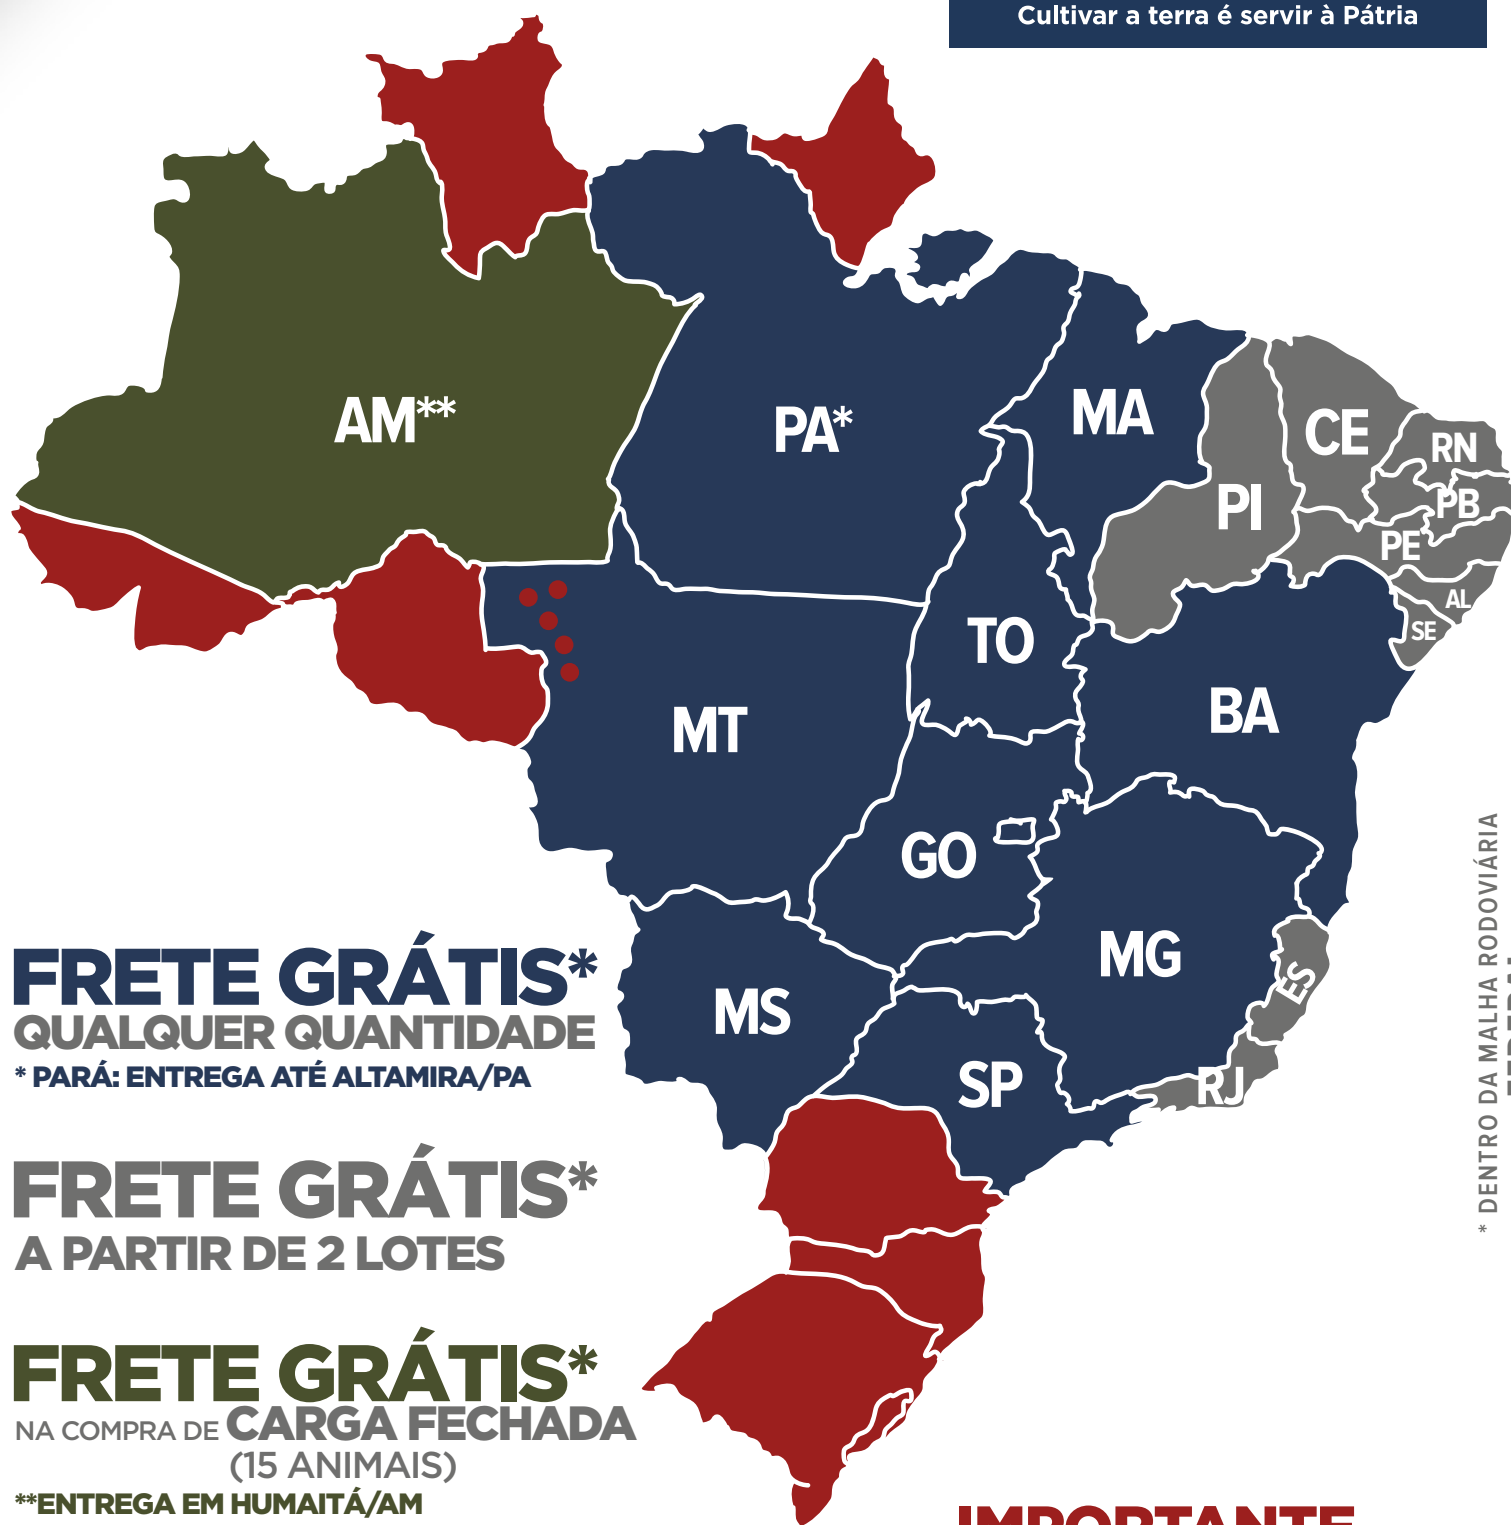 Cultivar a terra é servir à Pátria
AM**
PA*
MA
CE
RN
PI
PB
PE
AL
SE
TO
BA
MT
GO
MG
ES
MS
SP
RJ
FRETE GRÁTIS*
QUALQUER QUANTIDADE
* PARÁ: ENTREGA ATÉ ALTAMIRA/PA
FRETE GRÁTIS*
A PARTIR DE 2 LOTES
FRETE GRÁTIS*
NA COMPRA DE CARGA FECHADA
(15 ANIMAIS)
**ENTREGA EM HUMAITÁ/AM
* DENTRO DA MALHA RODOVIÁRIA
IMPORTANTE